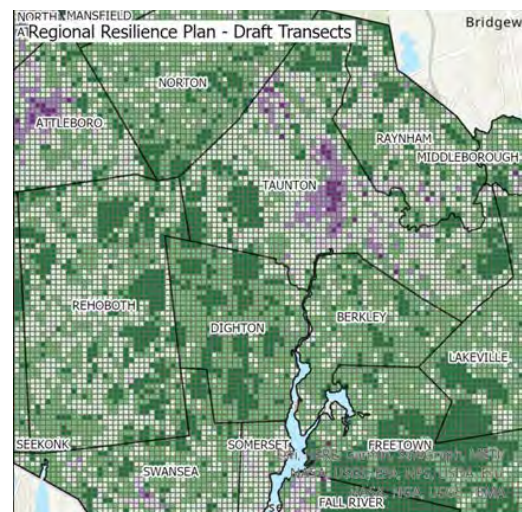 NORTH MANSFIELD
Regional Resilience Plan - Draft Transects
Bridgew
NORTON
ATTLEBORO
RAYNHAM
MIDDLEBOROUGH
TAUNTON
REHOBOTH
DIGHTON
BERKLEY
LAKEVILLE
SEEKONK
SOMERSET
FREETOWN
SWANSEA
FALL RIVER